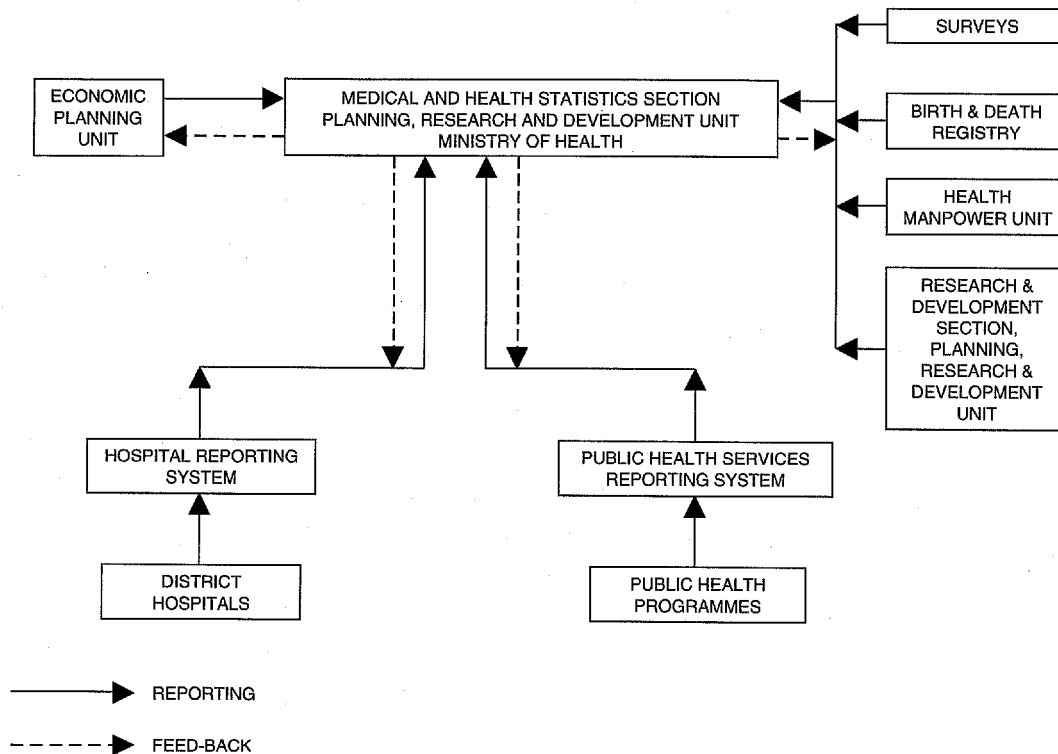 SURVEYS
ECONOMIC
PLANNING
UNIT
MEDICAL AND HEALTH STATISTICS SECTION
PLANNING, RESEARCH AND DEVELOPMENT UNIT
MINISTRY OF HEALTH
BIRTH & DEATH
REGISTRY
HEALTH
MANPOWER UNIT
RESEARCH &
DEVELOPMENT
SECTION,
PLANNING,
RESEARCH &
DEVELOPMENT
UNIT
HOSPITAL REPORTING
SYSTEM
PUBLIC HEALTH SERVICES
REPORTING SYSTEM
DISTRICT
HOSPITALS
PUBLIC HEALTH
PROGRAMMES
REPORTING
FEED-BACK